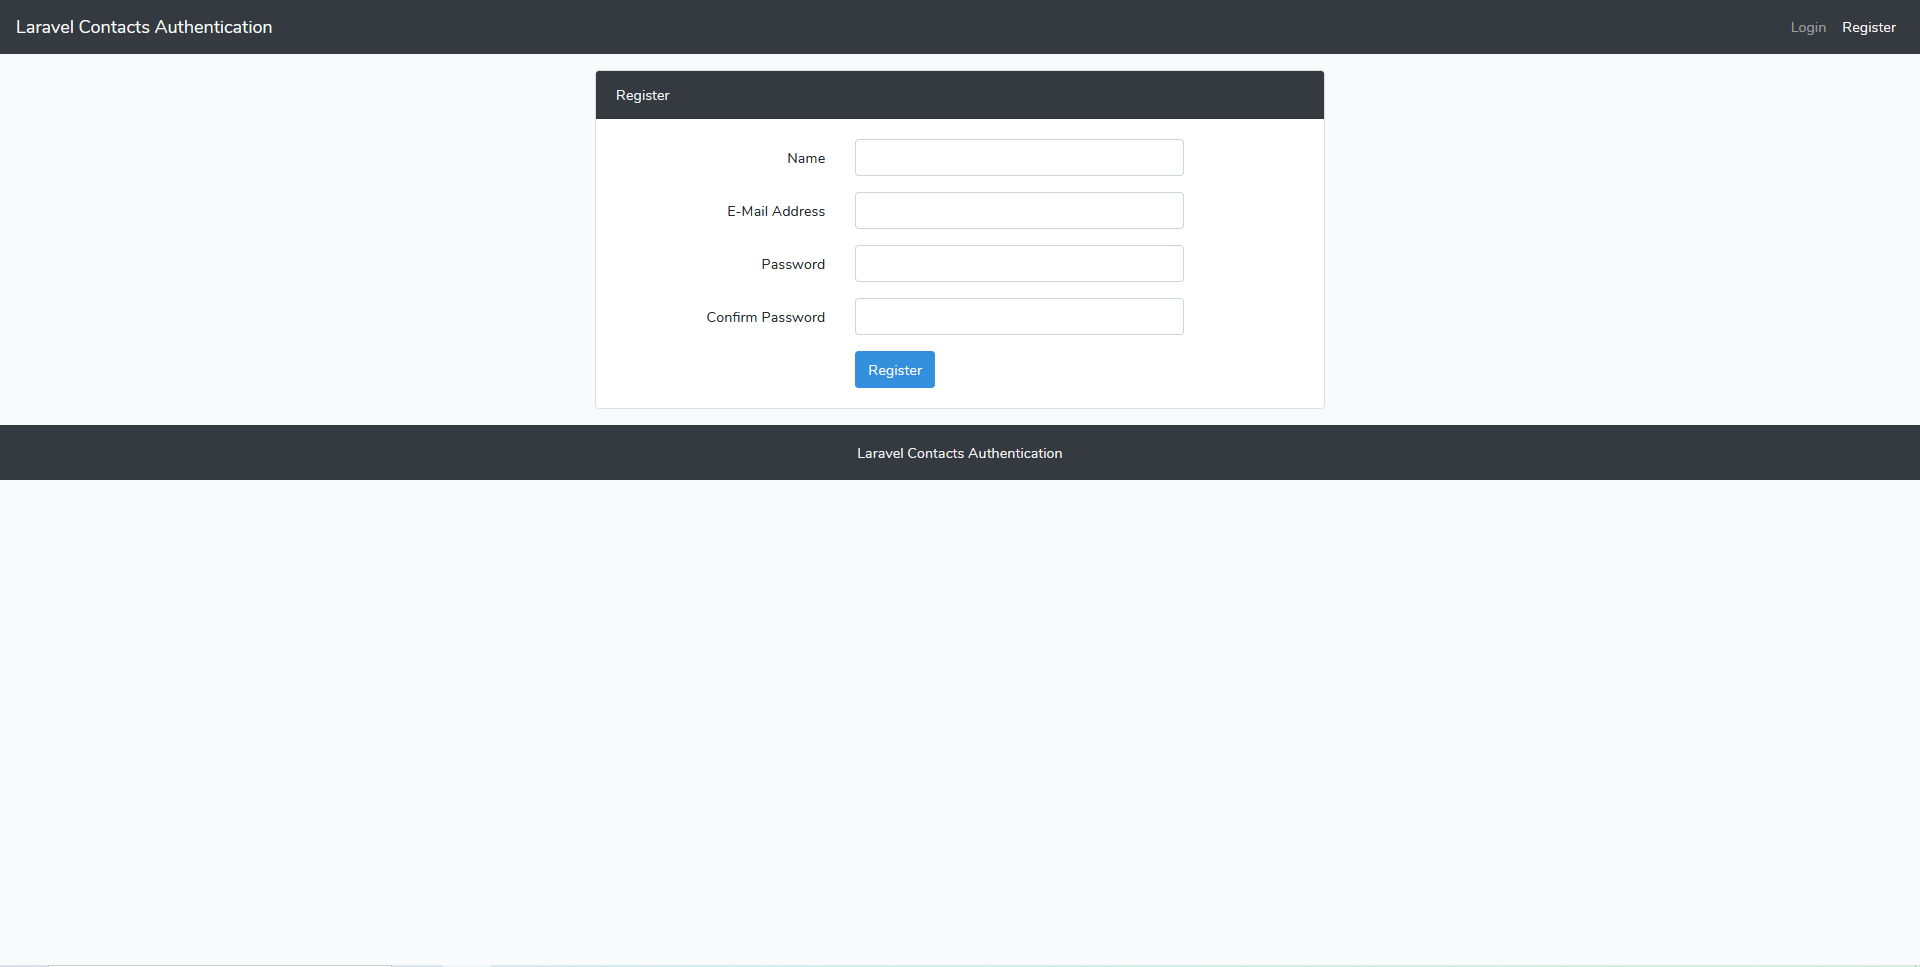 Laravel Contacts Authentication
Login Register
Register
Name
E-Mail Address
Password
Confirm Password
Register
Laravel Contacts Authentication